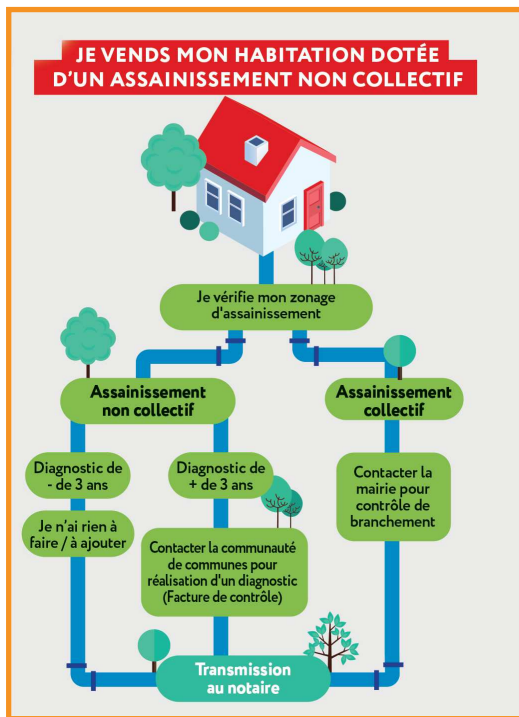 JE VENDS MON HABITATION DOTÉE
D'UN ASSAINISSEMENT NON COLLECTIF
Je vérifie mon zonage
d'assainissement
Assainissement
non collectif
Assainissement
collectif
Diagnostic de
- de 3 ans
Diagnostic de
+ de 3 ans
Contacter la
mairie pour
contrôle de
branchement
Je n'ai rien à
faire / à ajouter
Contacter la communauté
de communes pour
réalisation d'un diagnostic
(Facture de contrôle)
Transmission
au notaire